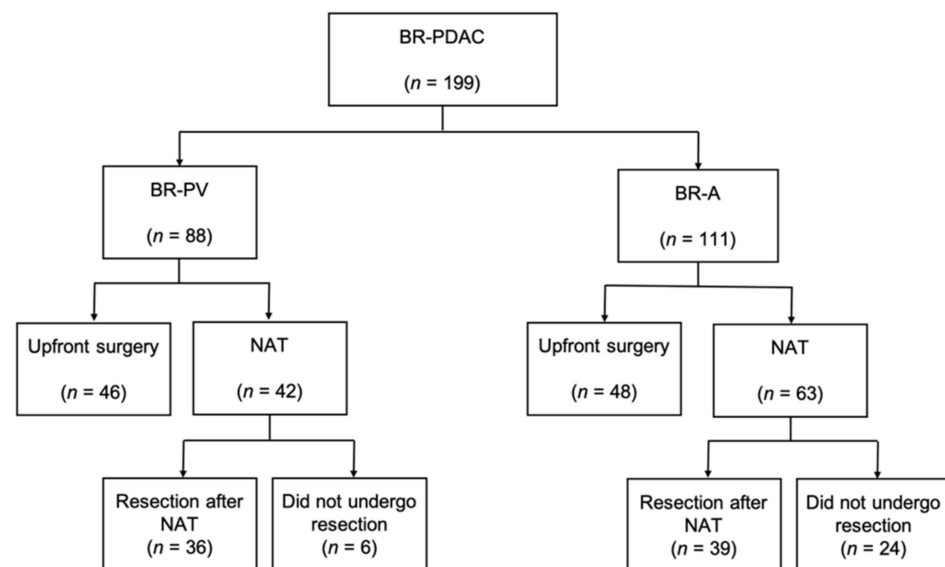 BR-PDAC
(n = 199)
BR-PV
(n = 88)
BR-A
(n = 111)
Upfront surgery
(n = 46)
NAT
(n = 42)
Upfront surgery
(n = 48)
NAT
(n = 63)
Resection after
NAT
(n = 36)
Did not undergo
resection
(n = 6)
Resection after
NAT
(n = 39)
Did not undergo
resection
(n = 24)